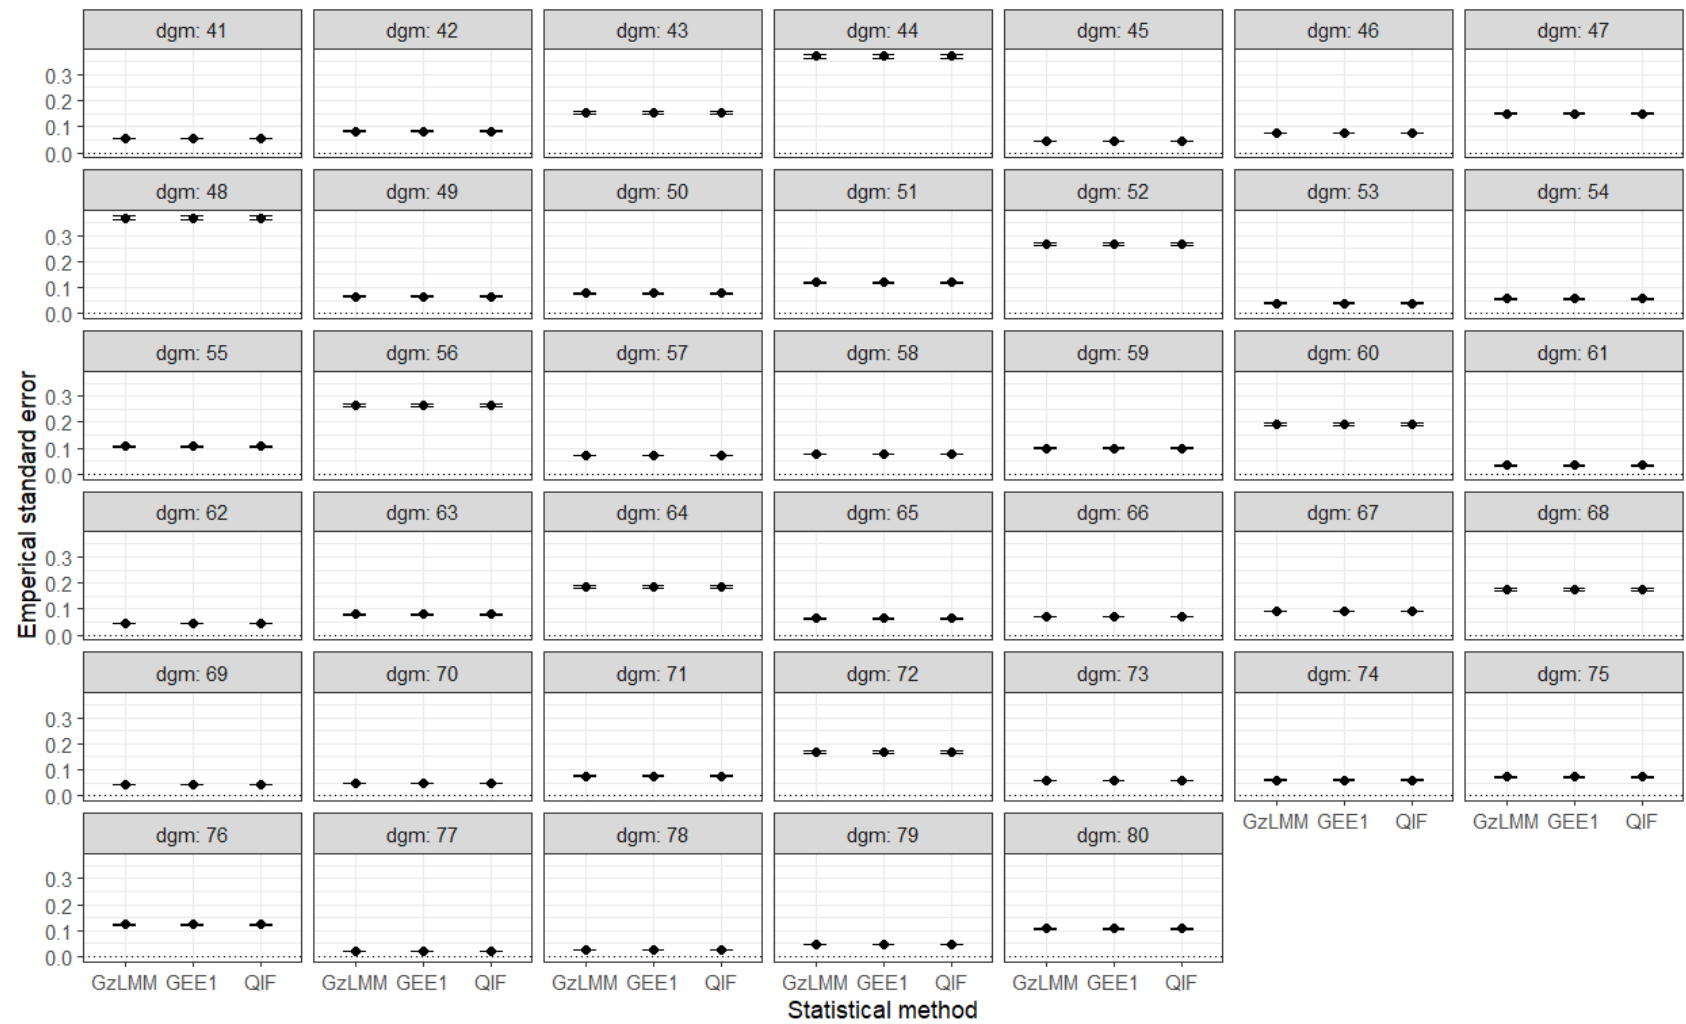 dgm: 41 dgm: 42 dgm: 43 dgm: 44 dgm: 45 dgm: 46 dgm: 47
0.3
0.2
0.1
0.0
dgm: 48 dgm: 49 dgm: 50 dgm: 51 dgm: 52 dgm: 53 dgm: 54
0.3
0.2
0.1
0.0
dgm: 55 dgm: 56 dgm: 57 dgm: 58 dgm: 59 dgm: 60 dgm: 61
0.3
0.2
0.1
0.0
Emperical standard error
dgm: 62 dgm: 63 dgm: 64 dgm: 65 dgm: 66 dgm: 67 dgm: 68
0.3
0.2
0.1
0.0
dgm: 69 dgm: 70 dgm: 71 dgm: 72 dgm: 73 dgm: 74 dgm: 75
0.3
0.2
0.1
0.0
GzLMM GEE1 QIF GzLMM GEE1 QIF
dgm: 76 dgm: 77 dgm: 78 dgm: 79 dgm: 80
0.3
0.2
0.1
0.0
GzLMM GEE1 QIF GzLMM GEE1 QIF GzLMM GEE1 QIF GzLMM GEE1 QIF GzLMM GEE1 QIF
Statistical method